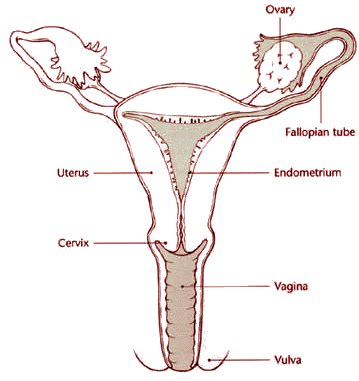 Ovary
Fallopian tube
Uterus
Endometrium
Cervix
Vagina
Vulva